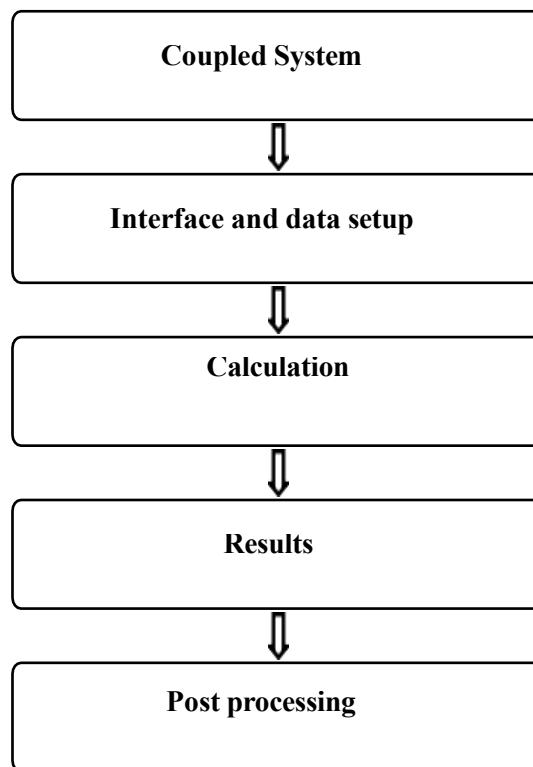 Coupled System
Interface and data setup
Calculation
Results
Post processing